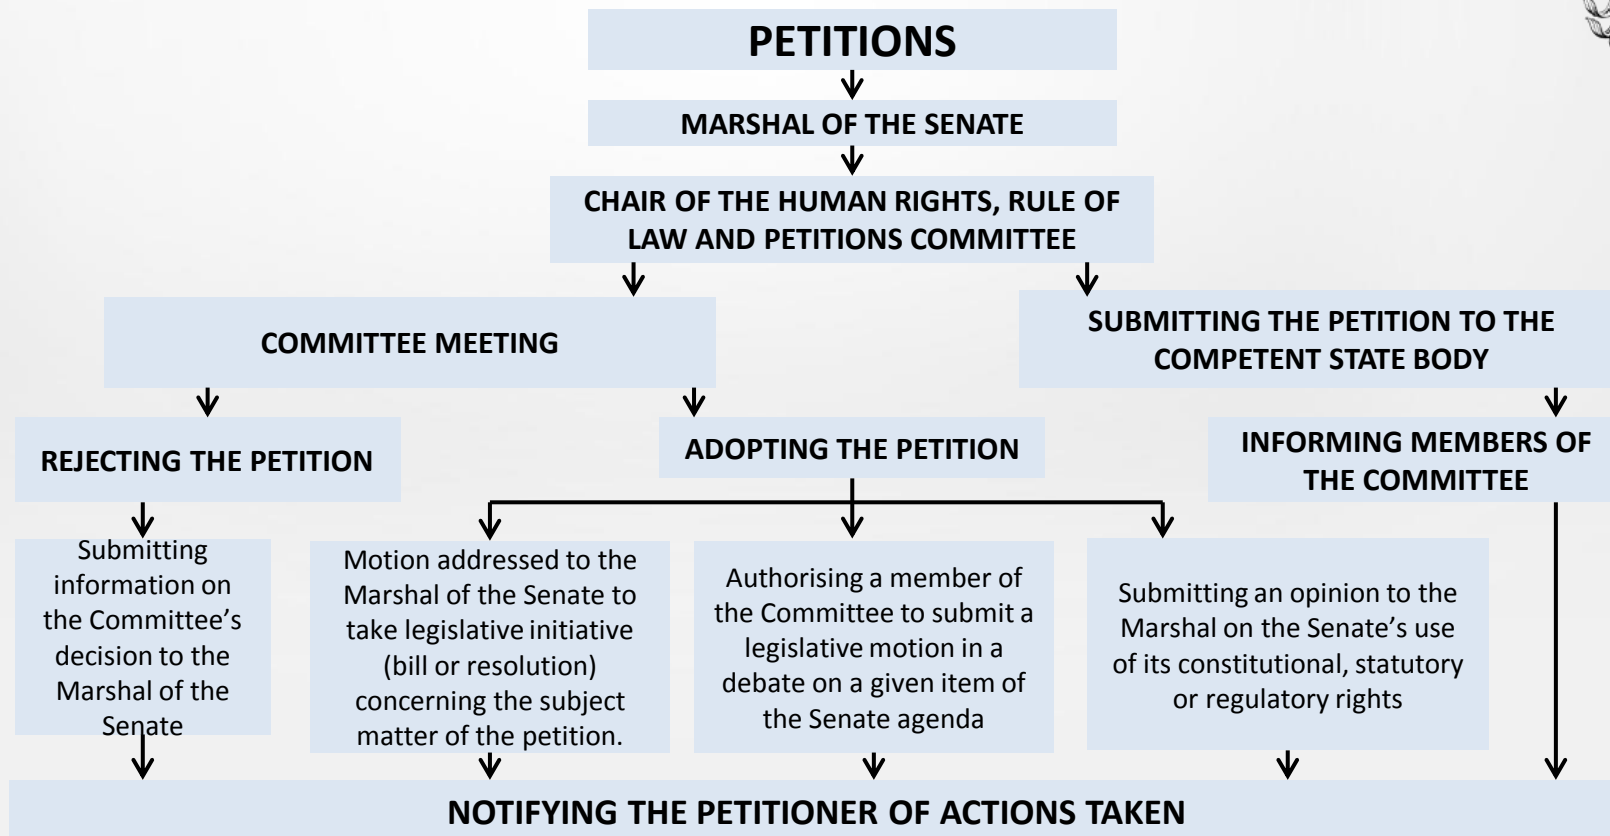 PETITIONS
MARSHAL OF THE SENATE
CHAIR OF THE HUMAN RIGHTS, RULE OF
LAW AND PETITIONS COMMITTEE
COMMITTEE MEETING
SUBMITTING THE PETITION TO THE
COMPETENT STATE BODY
REJECTING THE PETITION
ADOPTING THE PETITION
INFORMING MEMBERS OF
THE COMMITTEE
Submitting
information on
the Committee’s
decision to the
Marshal of the
Senate
Motion addressed to the
Marshal of the Senate to
take legislative initiative
(bill or resolution)
concerning the subject
matter of the petition.
Authorising a member of
the Committee to submit a
legislative motion in a
debate on a given item of
the Senate agenda
Submitting an opinion to the
Marshal on the Senate’s use
of its constitutional, statutory
or regulatory rights
NOTIFYING THE PETITIONER OF ACTIONS TAKEN